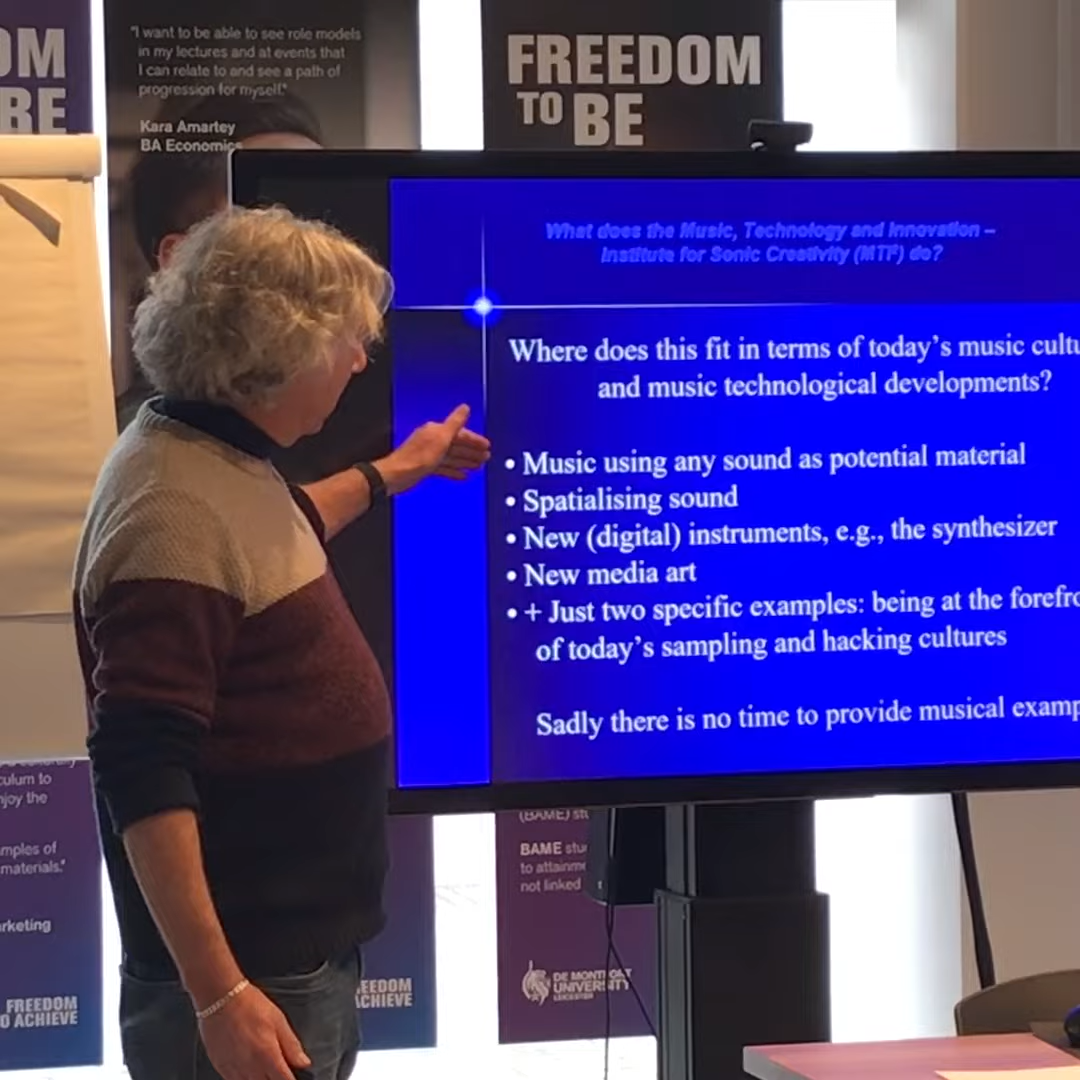 OM
BE
"I want to be able to see role models
in my lectures and at events that
I can relate to and see a path of
progression for myself."
Kara Amartey
BA Economics
FREEDOM
TO BE
What does the Music, Technology and Innovation –
Institute for Sonic Creativity (MTI²) do?
Where does this fit in terms of today's music cultu
and music technological developments?
• Music using any sound as potential material
• Spatialising sound
• New (digital) instruments, e.g., the synthesizer
• New media art
• + Just two specific examples: being at the forefro
of today's sampling and hacking cultures
Sadly there is no time to provide musical examp
culum to
njoy the
mples of
materials."
rketing
FREEDOM
O ACHIEVE
EEDOM
ACHIEVE
(BAME) stu
BAME stu
to attainme
not linked
DE MONTFORT
UNIVERSITY
LEICESTER